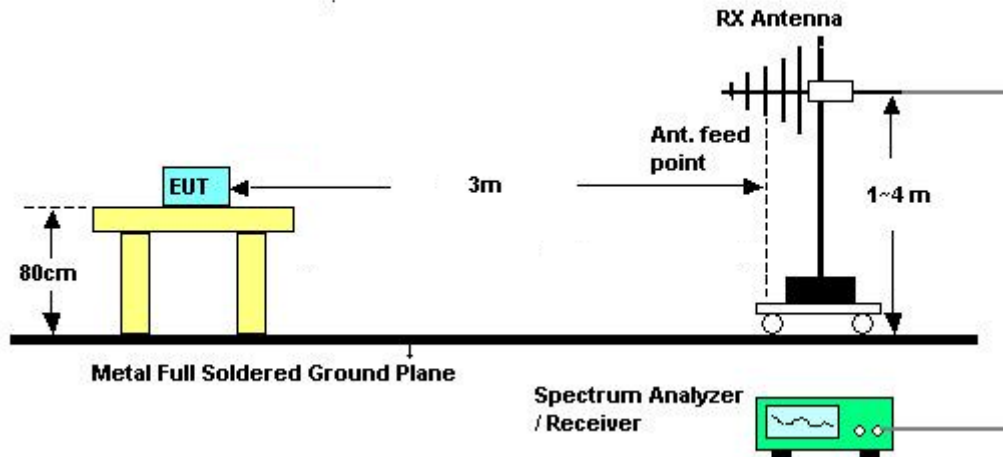 RX Antenna
Ant. feed
point
EUT
3m
1~4 m
80cm
Metal Full Soldered Ground Plane
Spectrum Analyzer
/ Receiver